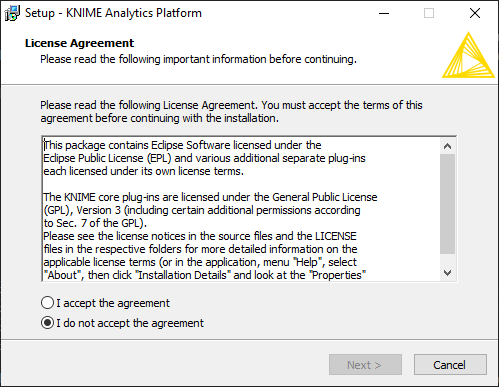 Setup - KNIME Analytics Platform
License Agreement
Please read the following important information before continuing.
Please read the following License Agreement. You must accept the terms of this
agreement before continuing with the installation.
This package contains Eclipse Software licensed under the
Eclipse Public License (EPL) and various additional separate plug-ins
each licensed under its own license terms.
The KNIME core plug-ins are licensed under the General Public License
(GPL), Version 3 (including certain additional permissions according
to Sec. 7 of the GPL).
Please see the license notices in the source files and the LICENSE
files in the respective folders for more detailed information on the
applicable license terms (or in the application, menu "Help", select
"About", then click "Installation Details" and look at the "Properties"
I accept the agreement
I do not accept the agreement
Next >
Cancel